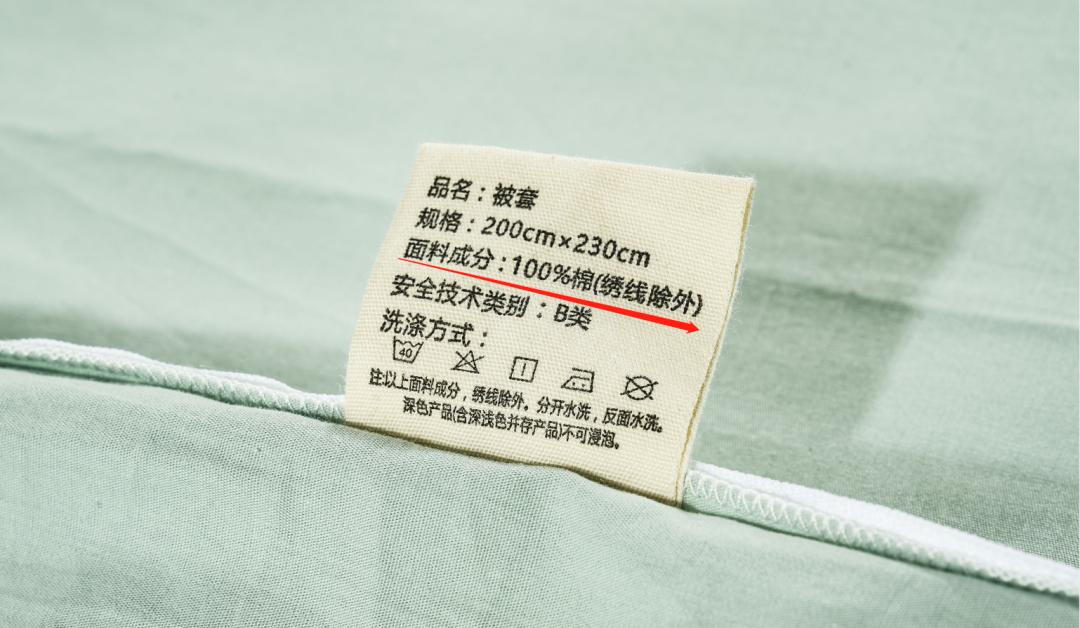 品名：被套
规格：200cm×230cm
面料成分：100%棉(绣线除外)
安全技术类别：B类
洗涤方式：
40
注:以上面料成分，绣线除外。分开水洗，反面水洗。
深色产品(含深浅色并存产品)不可浸泡。